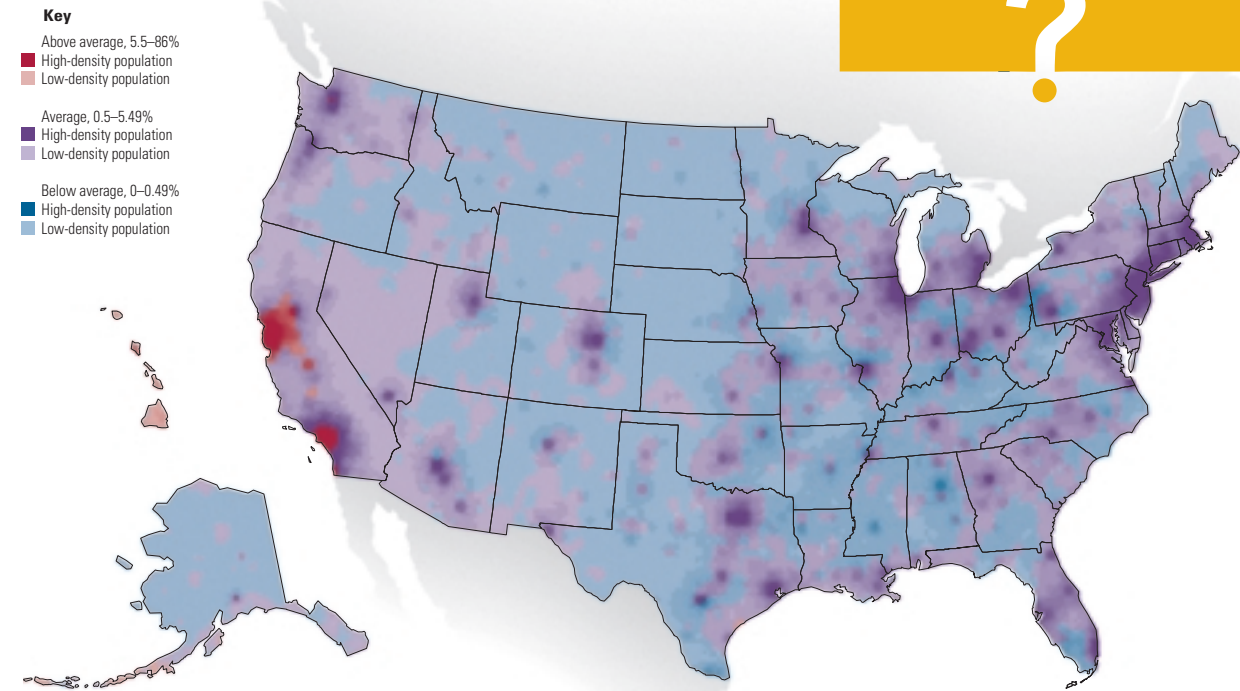 ?
Key
Above average, 5.5–86%
High-density population
Low-density population
Average, 0.5–5.49%
High-density population
Low-density population
Below average, 0–0.49%
High-density population
Low-density population